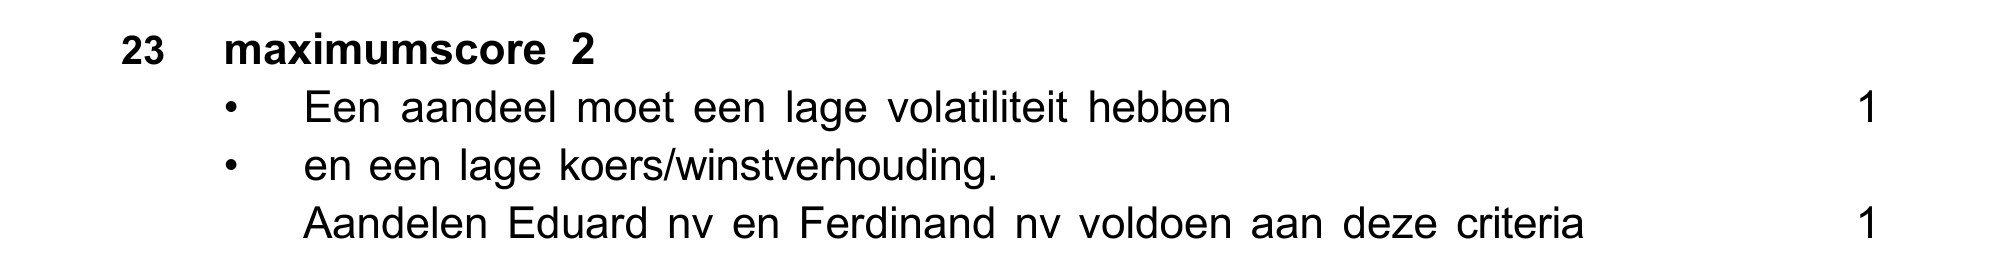 23 maximumscore 2
• Een aandeel moet een lage volatiliteit hebben 1
• en een lage koers/winstverhouding.
Aandelen Eduard nv en Ferdinand nv voldoen aan deze criteria 1